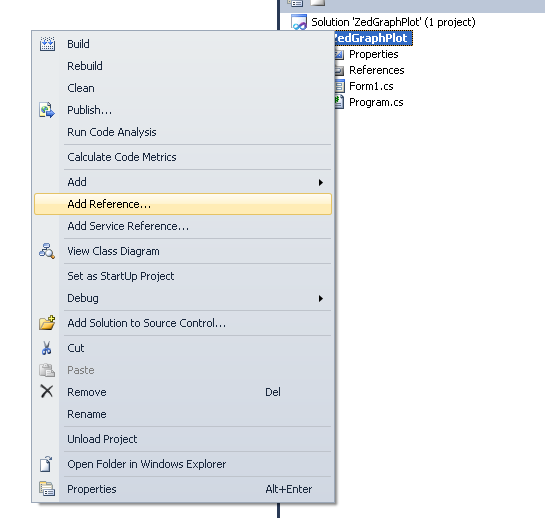 Solution 'ZedGraphPlot' (1 project)
ZedGraphPlot
Properties
References
Form1.cs
Program.cs
Build
Rebuild
Clean
Publish...
Run Code Analysis
Calculate Code Metrics
Add
Add Reference...
Add Service Reference...
View Class Diagram
Set as StartUp Project
Debug
Add Solution to Source Control...
Cut
Paste
Remove Del
Rename
Unload Project
Open Folder in Windows Explorer
Properties Alt+Enter